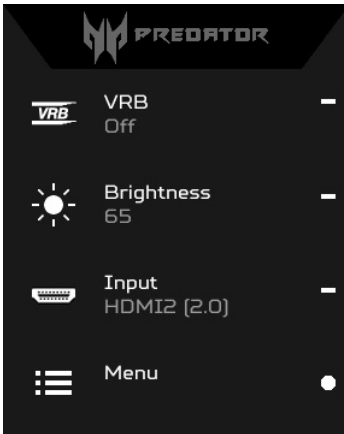 PREDATOR
VRB
VRB
Off
Brightness
65
Input
HDMI2 (2.0)
Menu